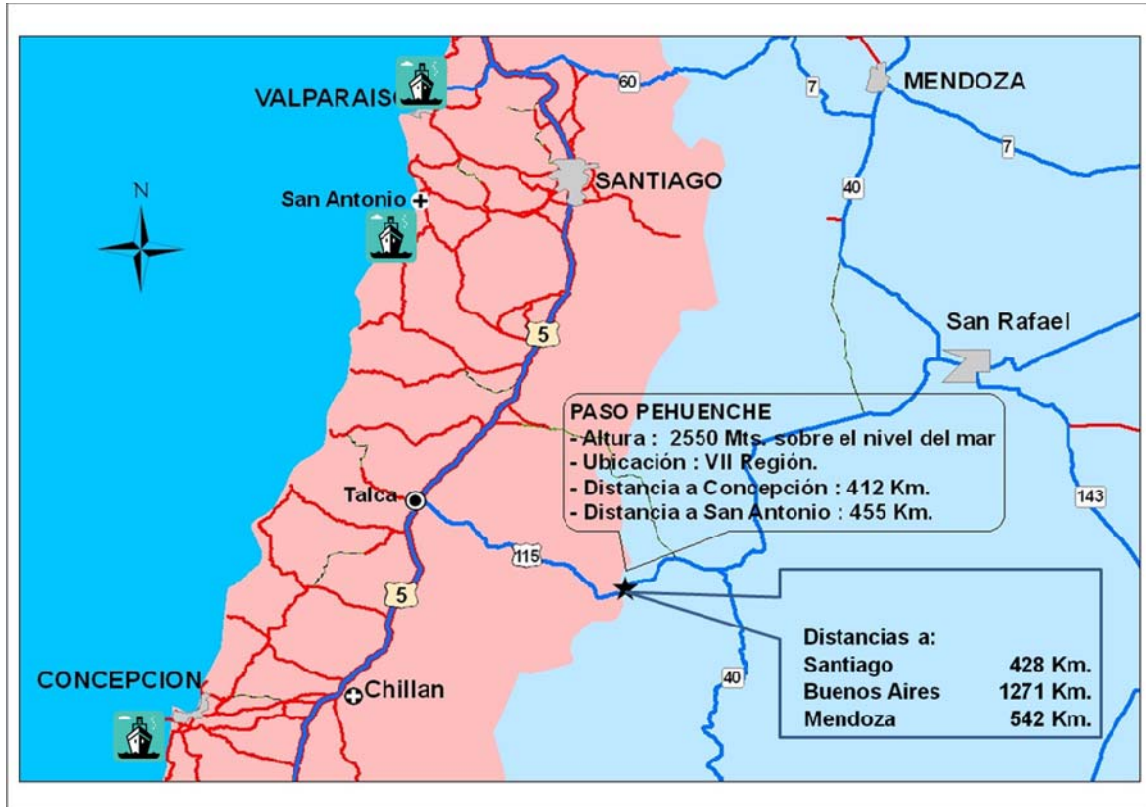 VALPARAISO
60
7
MENDOZA
7
SANTIAGO
40
N
San Antonio
5
San Rafael
PASO PEHUENCHE
- Altura : 2550 Mts. sobre el nivel del mar
- Ubicación : VII Región.
- Distancia a Concepción : 412 Km.
- Distancia a San Antonio : 455 Km.
Talca
143
115
5
Distancias a:
Santiago 428 Km.
Buenos Aires 1271 Km.
Mendoza 542 Km.
40
CONCEPCION
Chillan